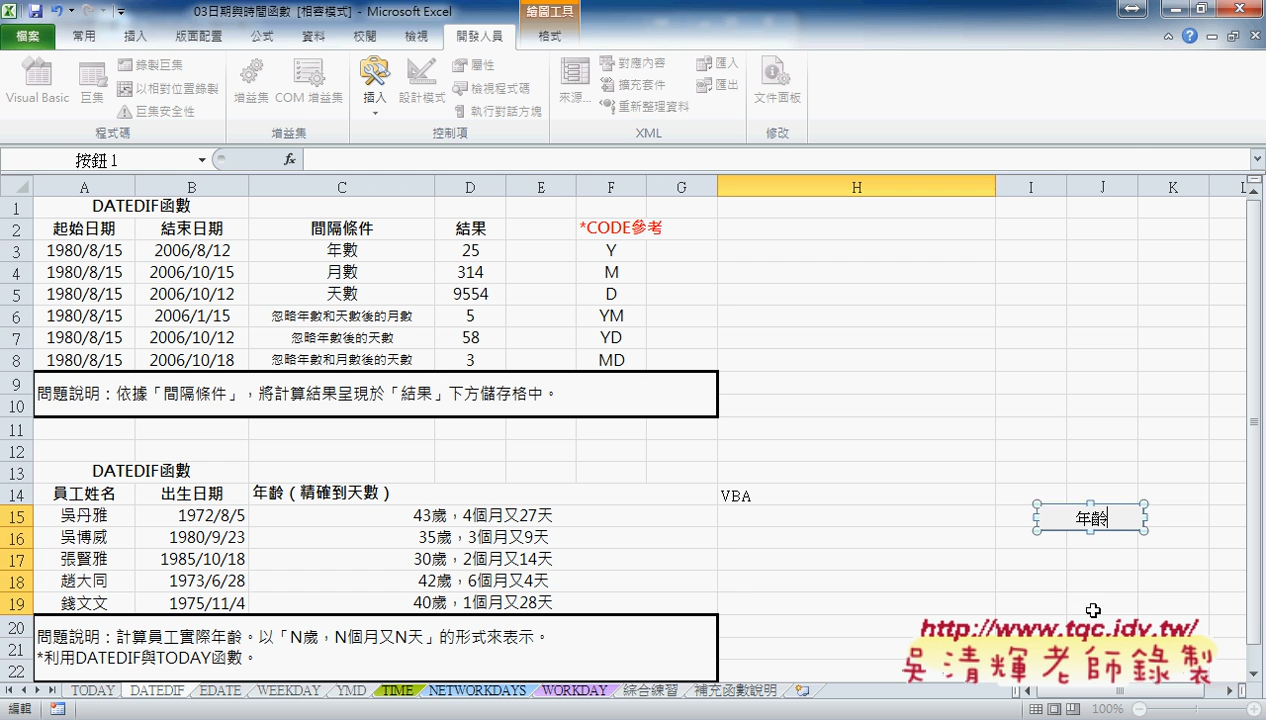 03日期與時間函數 [相容模式] - Microsoft Excel
繪圖工具
檔案 常用 插入 版面配置 公式 資料 校閱 檢視 開發人員 格式
Visual Basic 巨集 錄製巨集 以相對位置錄製 巨集安全性 增益集 COM 增益集 插入 設計模式 屬性 檢視程式碼 執行對話方塊 來源... 對應內容 擴充套件 重新整理資料 匯入 匯出 文件面板
程式碼 增益集 控制項 XML 修改
按鈕 1 fx
A B C D E F G H I J K L
1 DATEDIF函數
2 起始日期 結束日期 間隔條件 結果 *CODE參考
3 1980/8/15 2006/8/12 年數 25 Y
4 1980/8/15 2006/10/15 月數 314 M
5 1980/8/15 2006/10/12 天數 9554 D
6 1980/8/15 2006/1/15 忽略年數和天數後的月數 5 YM
7 1980/8/15 2006/10/12 忽略年數後的天數 58 YD
8 1980/8/15 2006/10/18 忽略年數和月數後的天數 3 MD
9
問題說明：依據「間隔條件」，將計算結果呈現於「結果」下方儲存格中。
10
11
12
13 DATEDIF函數
14 員工姓名 出生日期 年齡（精確到天數） VBA
15 吳丹雅 1972/8/5 43歲，4個月又27天 年齡
16 吳博威 1980/9/23 35歲，3個月又9天
17 張賢雅 1985/10/18 30歲，2個月又14天
18 趙大同 1973/6/28 42歲，6個月又4天
19 錢文文 1975/11/4 40歲，1個月又28天
20 問題說明：計算員工實際年齡。以「N歲，N個月又N天」的形式來表示。
21 *利用DATEDIF與TODAY函數。
22
http://www.tqc.idv.tw/
吳清輝老師錄製
TODAY DATEDIF EDATE WEEKDAY YMD TIME NETWORKDAYS WORKDAY 綜合練習 補充函數說明
編輯 100%